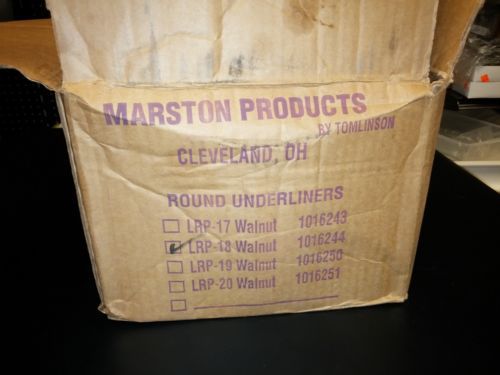 MARSTON PRODUCTS
BY TOMLINSON
CLEVELAND, OH
ROUND UNDERLINERS
LRP-17 Walnut 1016243
LRP-18 Walnut 1016244
LRP-19 Walnut 1016250
LRP-20 Walnut 1016251